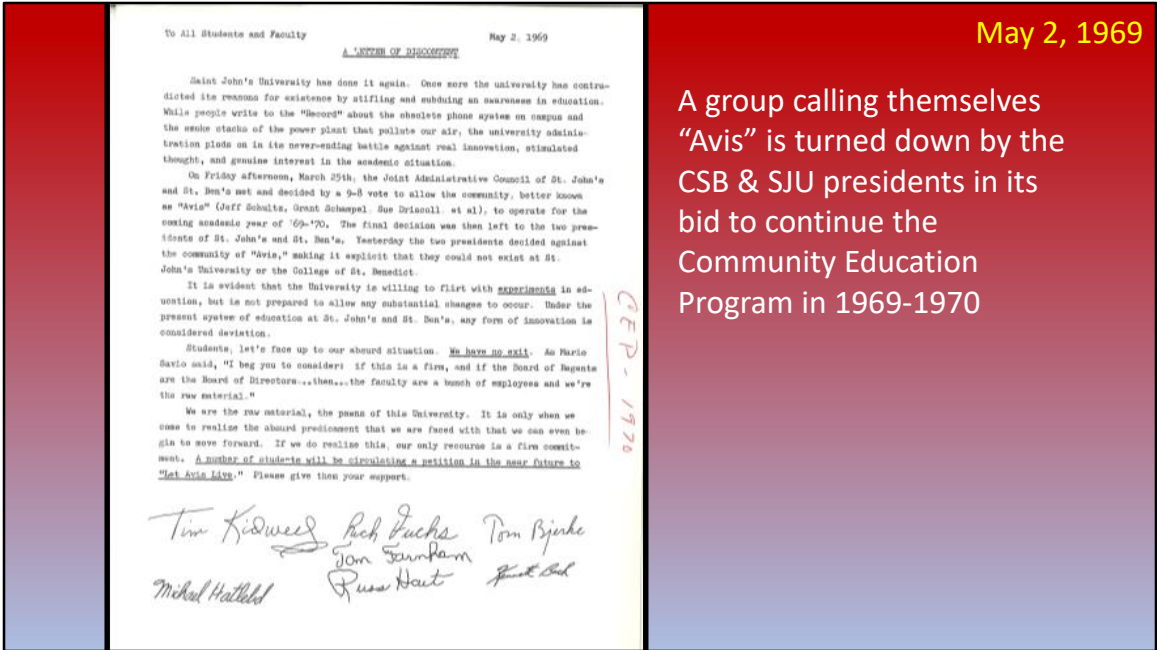 To All Students and Faculty May 2, 1969
A LETTER OF DISCONTENT
Saint John's University has done it again. Once more the university has contra-
dicted its reasons for existence by stifling and subduing an awareness in education.
While people write to the "Record" about the obsolete phone system on campus and
the smoke stacks of the power plant that pollute our air, the university adminis-
tration plods on in its never-ending battle against real innovation, stimulated
thought, and genuine interest in the academic situation.
On Friday afternoon, March 25th, the Joint Administrative Council of St. John's
and St. Ben's met and decided by a 9-8 vote to allow the community, better known
as "Avis" (Jeff Schultz, Grant Schampel, Sue Driscoll, et al), to operate for the
coming academic year of '69-'70. The final decision was then left to the two pres-
idents of St. John's and St. Ben's. Yesterday the two presidents decided against
the community of "Avis," making it explicit that they could not exist at St.
John's University or the College of St. Benedict.
It is evident that the University is willing to flirt with experiments in ed-
ucation, but is not prepared to allow any substantial changes to occur. Under the
present system of education at St. John's and St. Ben's, any form of innovation is
considered deviation.
Students, let's face up to our absurd situation. We have no exit. As Mario
Savio said, "I beg you to consider: if this is a firm, and if the Board of Regents
are the Board of Directors...then...the faculty are a bunch of employees and we're
the raw material."
We are the raw material, the pawns of this University. It is only when we
come to realize the absurd predicament that we are faced with that we can even be-
gin to move forward. If we do realize this, our only recourse is a firm commit-
ment. A number of students will be circulating a petition in the near future to
"Let Avis Live." Please give them your support.
Tim Kidwell Rich Fuchs Tom Bjerke
Tom Farnham
Michael Hatlebd Russ Hart
CEP - 1970
May 2, 1969
A group calling themselves
“Avis” is turned down by the
CSB & SJU presidents in its
bid to continue the
Community Education
Program in 1969-1970